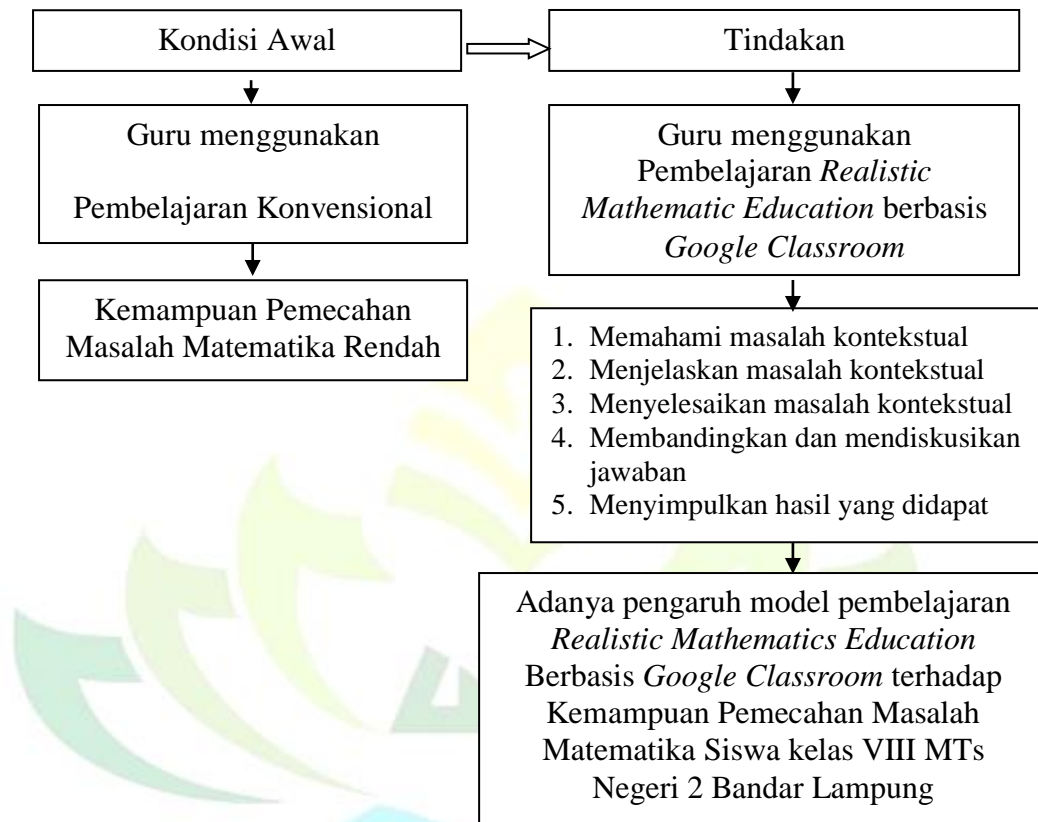 Kondisi Awal
Guru menggunakan
Pembelajaran Konvensional
Kemampuan Pemecahan
Masalah Matematika Rendah
Tindakan
Guru menggunakan
Pembelajaran Realistic
Mathematic Education berbasis
Google Classroom
1. Memahami masalah kontekstual
2. Menjelaskan masalah kontekstual
3. Menyelesaikan masalah kontekstual
4. Membandingkan dan mendiskusikan
jawaban
5. Menyimpulkan hasil yang didapat
Adanya pengaruh model pembelajaran
Realistic Mathematics Education
Berbasis Google Classroom terhadap
Kemampuan Pemecahan Masalah
Matematika Siswa kelas VIII MTs
Negeri 2 Bandar Lampung